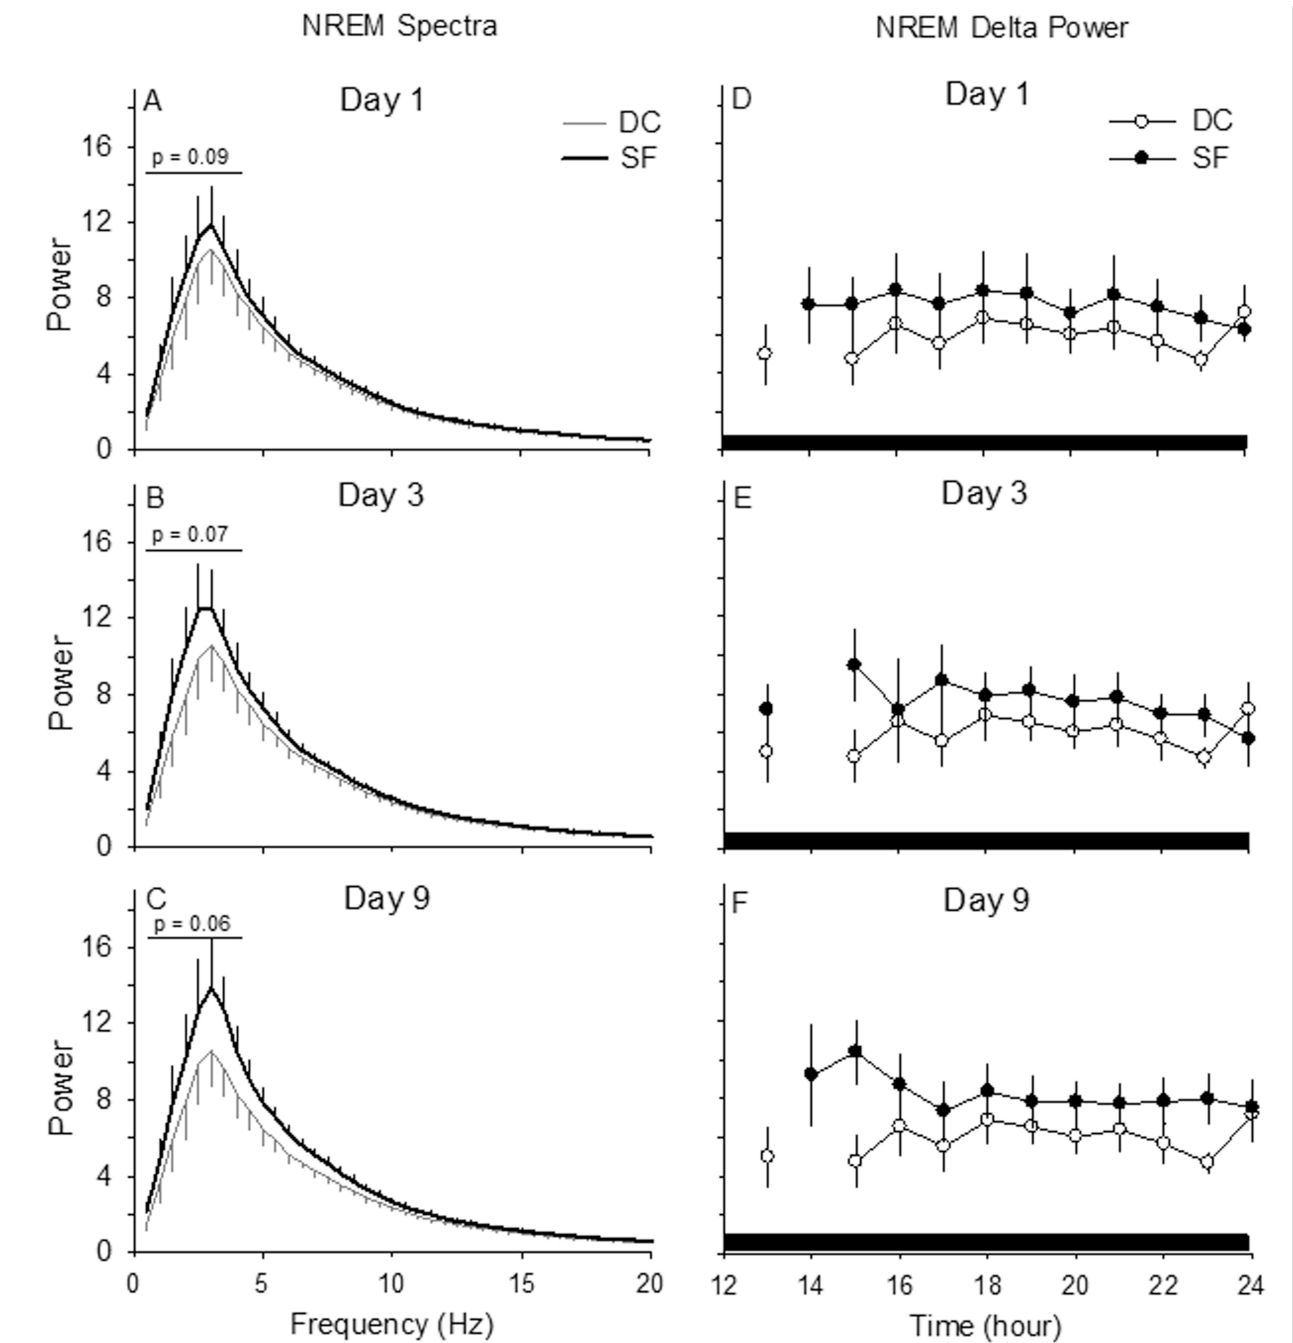 NREM Spectra
NREM Delta Power
A
Day 1
DC
SF
p = 0.09
16
12
8
4
0
Power
D
Day 1
DC
SF
B
Day 3
p = 0.07
16
12
8
4
0
Power
E
Day 3
C
Day 9
p = 0.06
16
12
8
4
0
Power
0 5 10 15 20
Frequency (Hz)
F
Day 9
12 14 16 18 20 22 24
Time (hour)